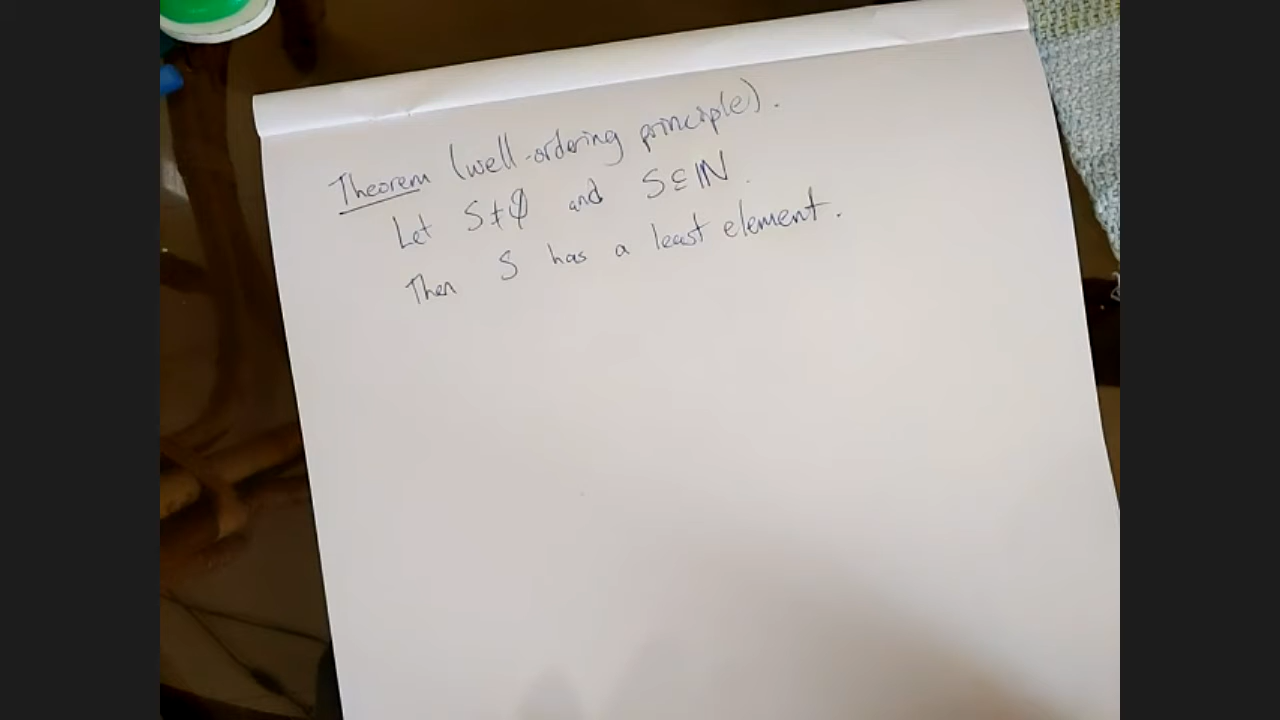 Theorem (well-ordering principle).
Let S ≠ ∅ and S ⊆ ℕ.
Then S has a least element.